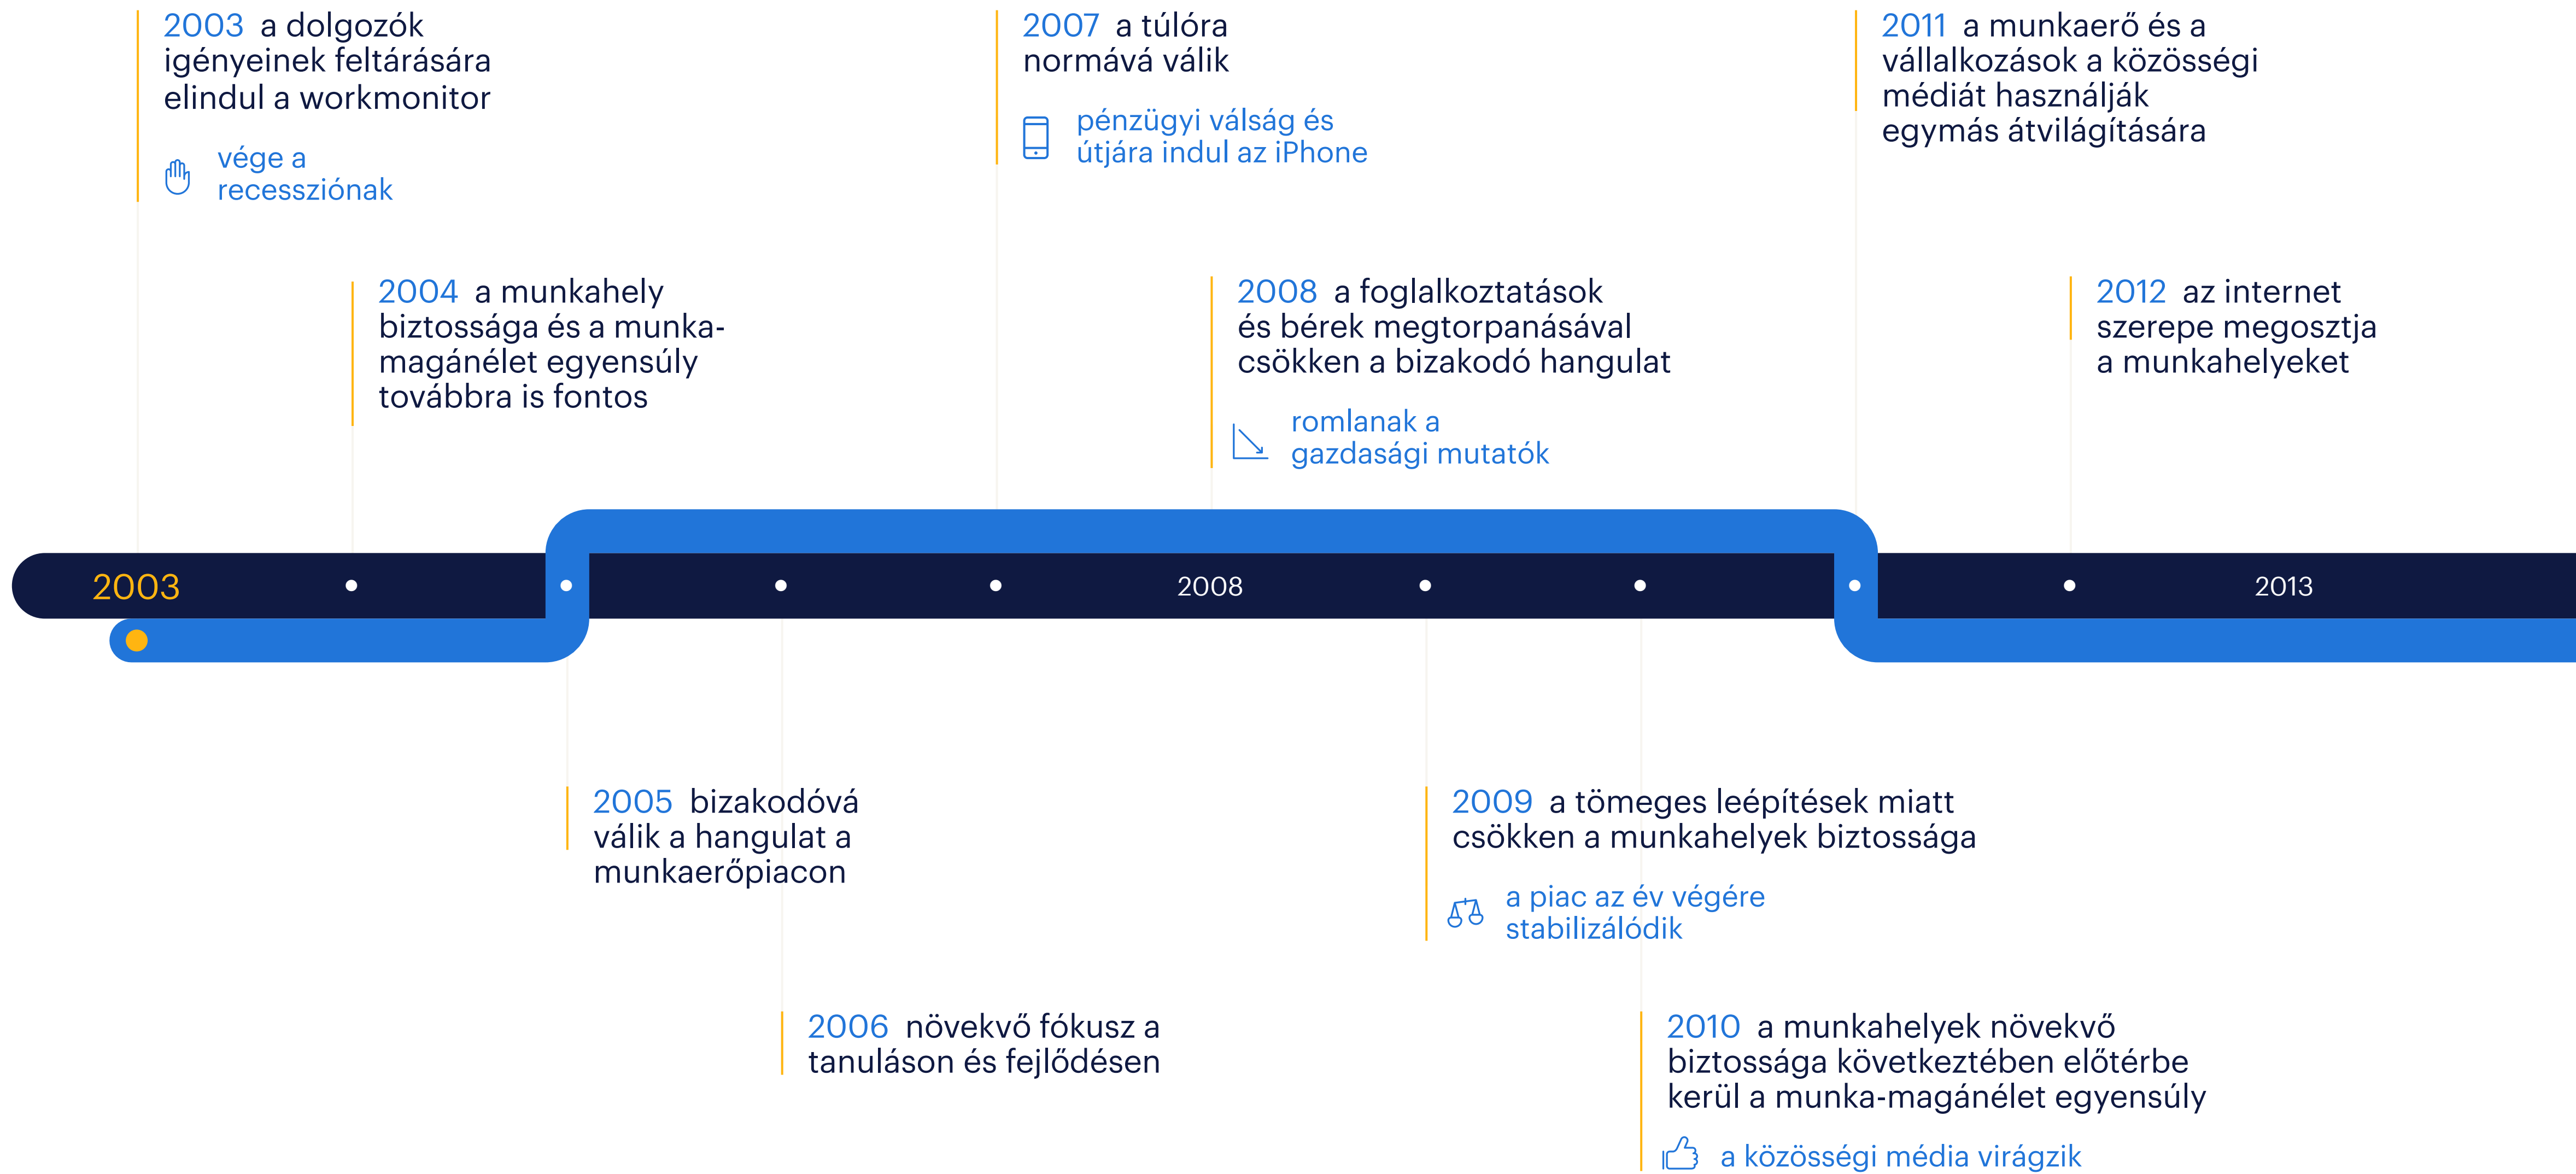 2003 a dolgozók
igényeinek feltárására
elindul a workmonitor
vége a
recessziónak
2007 a túlóra
normává válik
pénzügyi válság és
útjára indul az iPhone
2011 a munkaerő és a
vállalkozások a közösségi
médiát használják
egymás átvilágítására
2004 a munkahely
biztossága és a munka-
magánélet egyensúly
továbbra is fontos
2008 a foglalkoztatások
és bérek megtorpanásával
csökken a bizakodó hangulat
romlanak a
gazdasági mutatók
2012 az internet
szerepe megosztja
a munkahelyeket
2003
2008
2013
2005 bizakodóvá
válik a hangulat a
munkaerőpiacon
2009 a tömeges leépítések miatt
csökken a munkahelyek biztossága
a piac az év végére
stabilizálódik
2006 növekvő fókusz a
tanuláson és fejlődésen
2010 a munkahelyek növekvő
biztossága következtében előtérbe
kerül a munka-magánélet egyensúly
a közösségi média virágzik